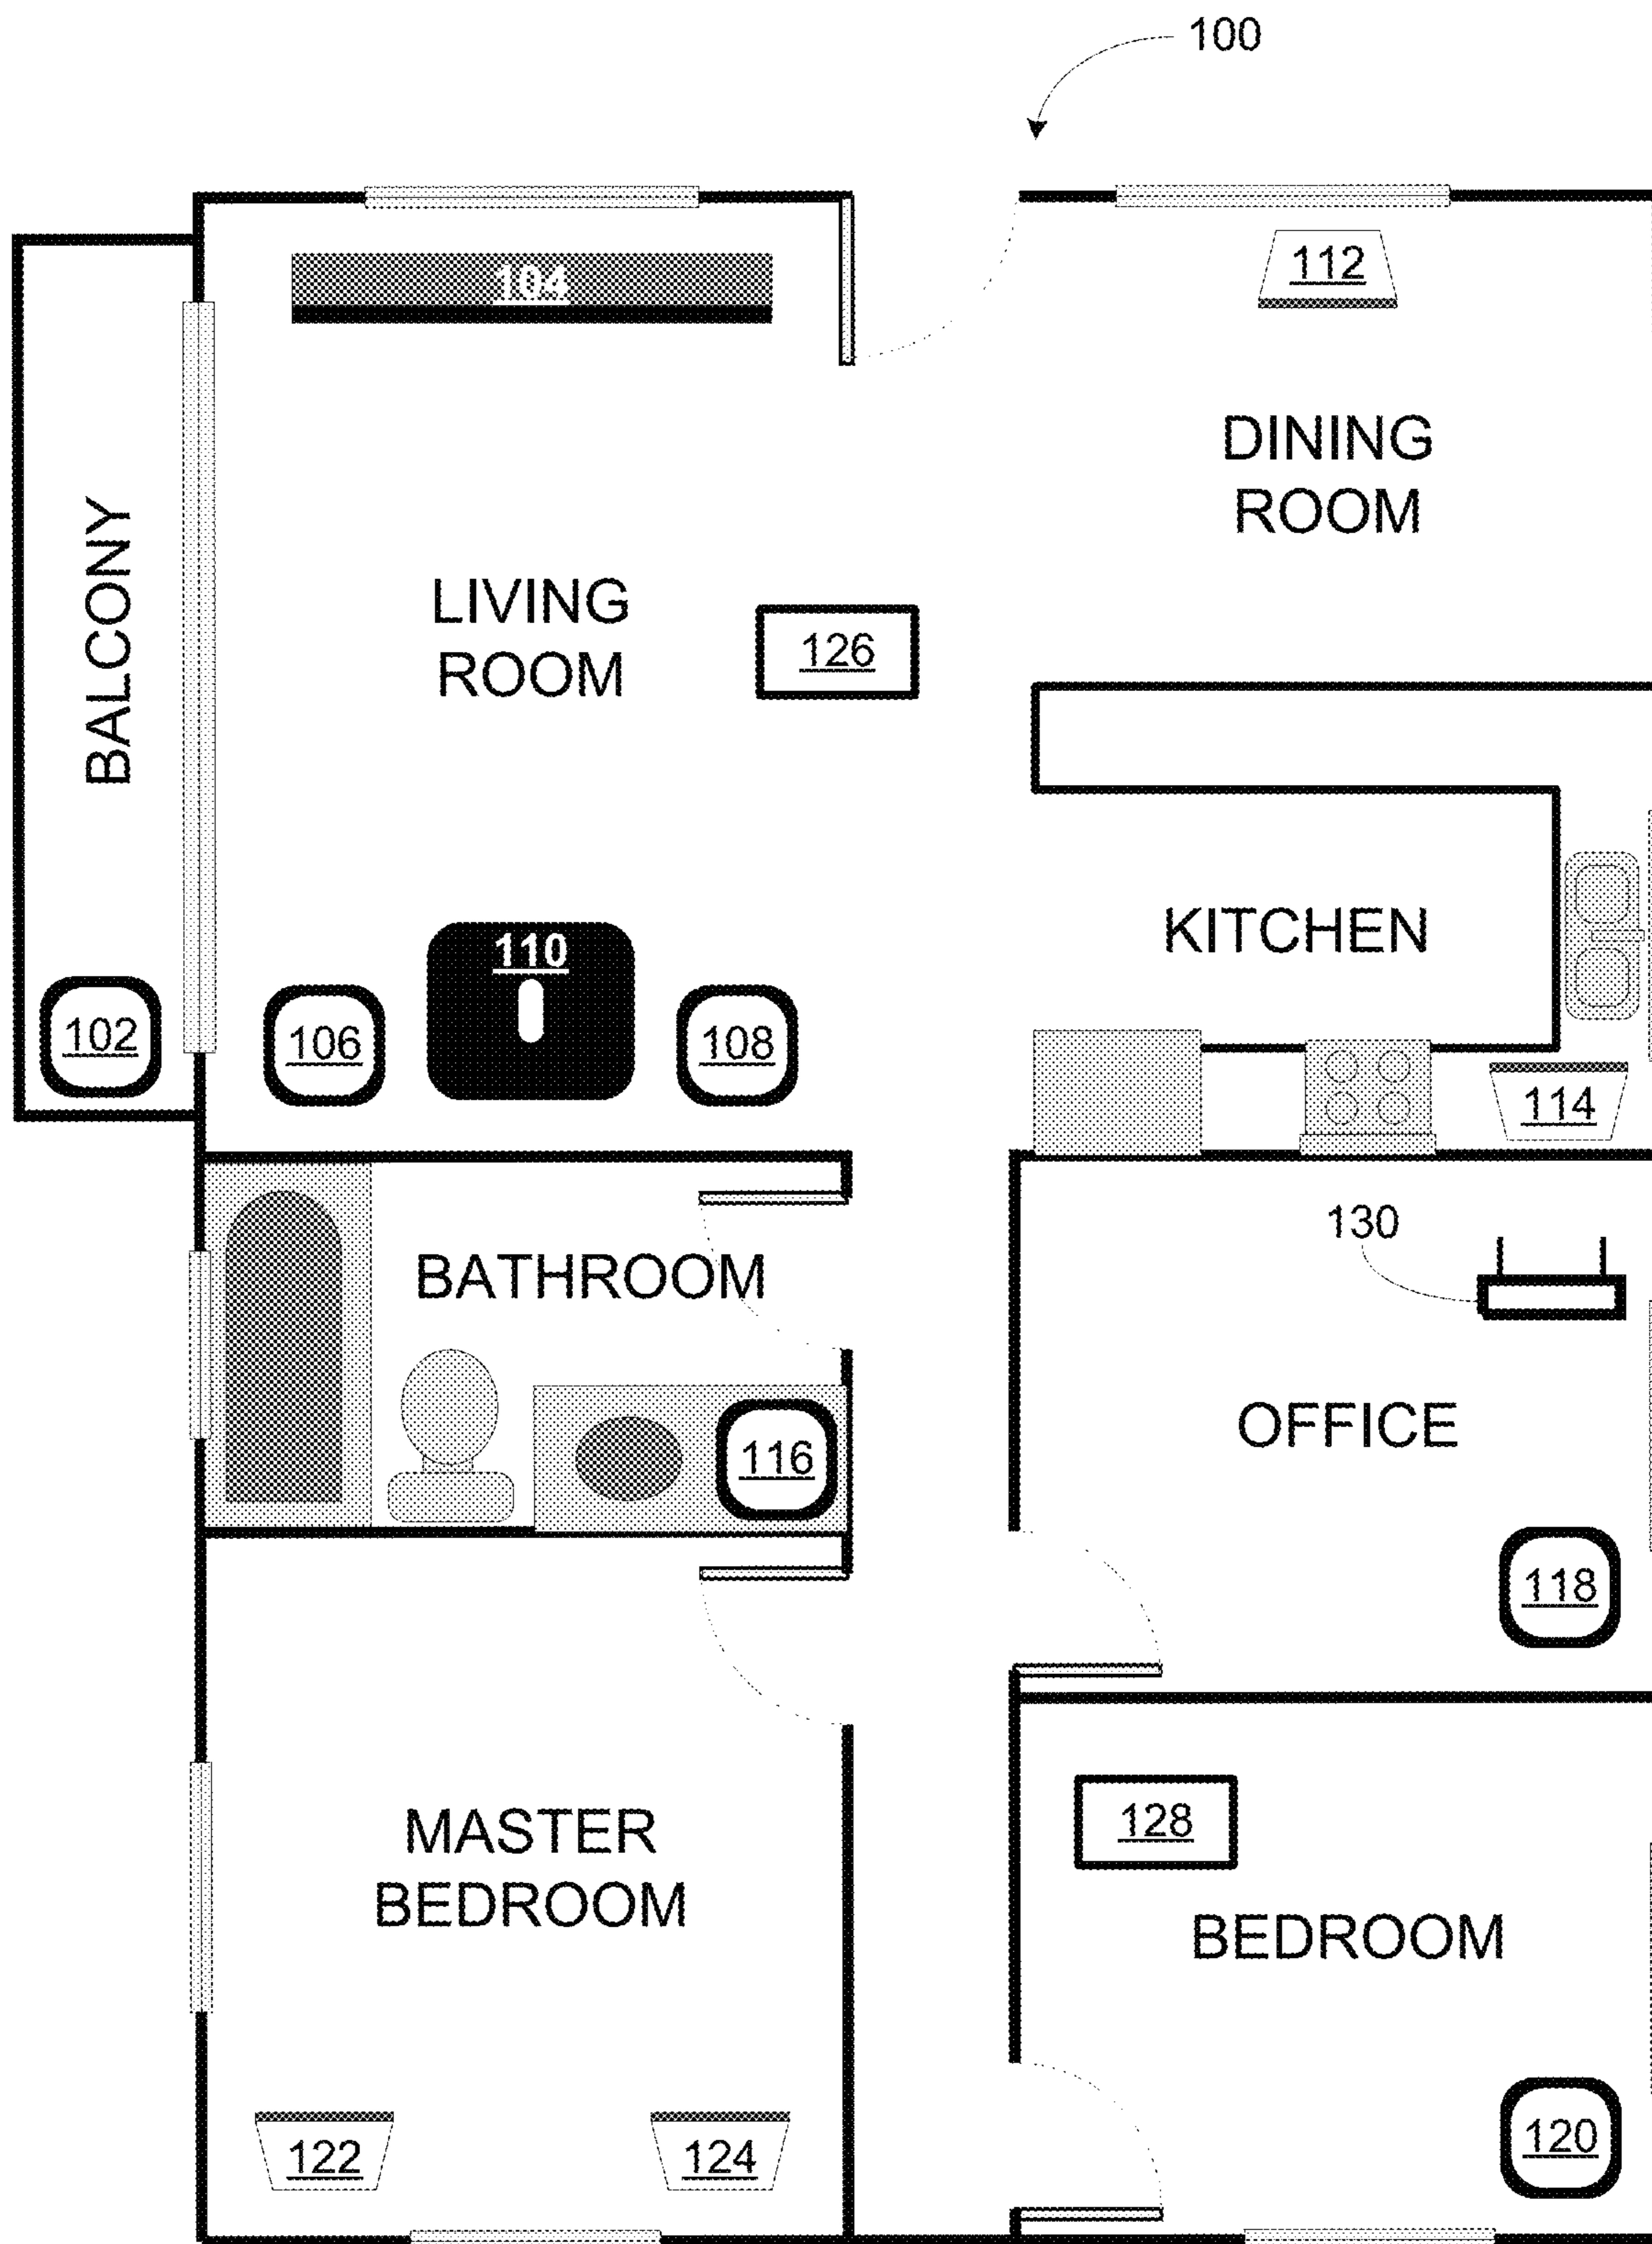 100
104
112
DINING
ROOM
BALCONY
LIVING
ROOM
126
KITCHEN
110
102
106
108
114
130
BATHROOM
OFFICE
116
118
128
MASTER
BEDROOM
BEDROOM
122
124
120